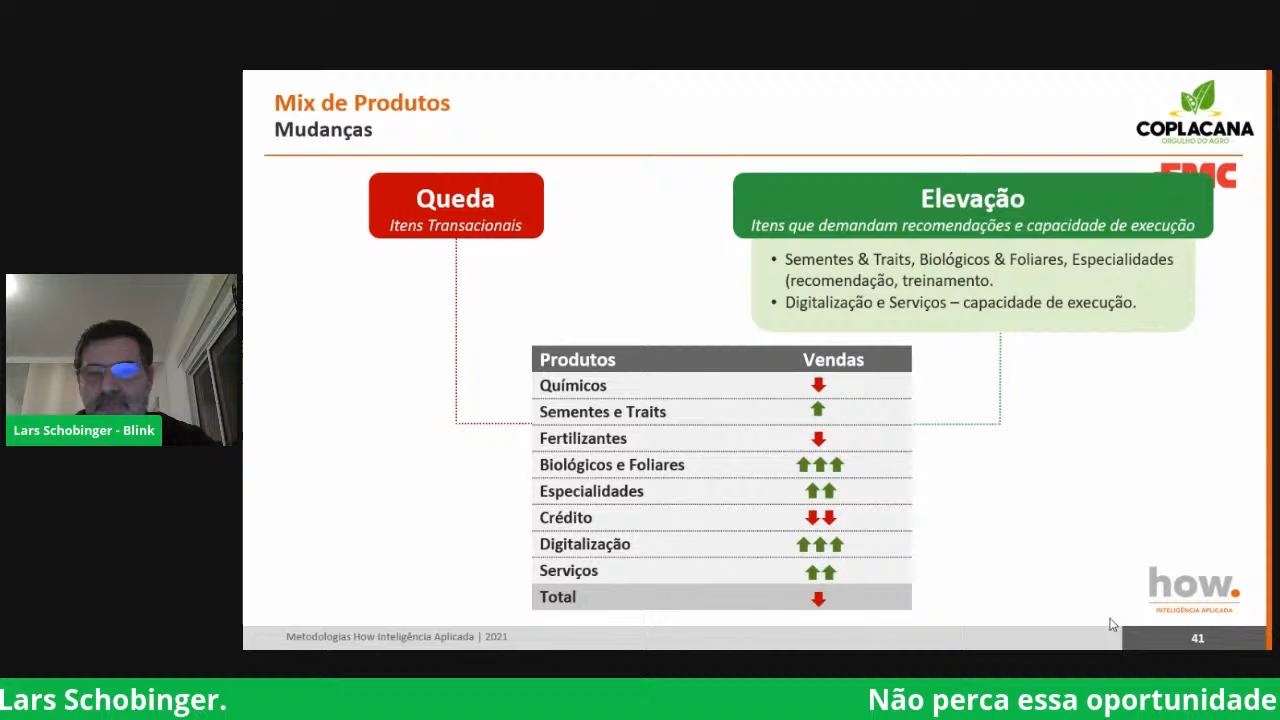 Mix de Produtos
Mudanças
COPLACANA
ORGULHO DO AGRO
Queda
Itens Transacionais
Elevação
Itens que demandam recomendações e capacidade de execução
• Sementes & Traits, Biológicos & Foliares, Especialidades
(recomendação, treinamento.
• Digitalização e Serviços – capacidade de execução.
Produtos Vendas
Químicos
Sementes e Traits
Fertilizantes
Biológicos e Foliares
Especialidades
Crédito
Digitalização
Serviços
Total
Lars Schobinger - Blink
how.
INTELIGÊNCIA APLICADA
Metodologias How Inteligência Aplicada | 2021
41
Lars Schobinger. Não perca essa oportunidade